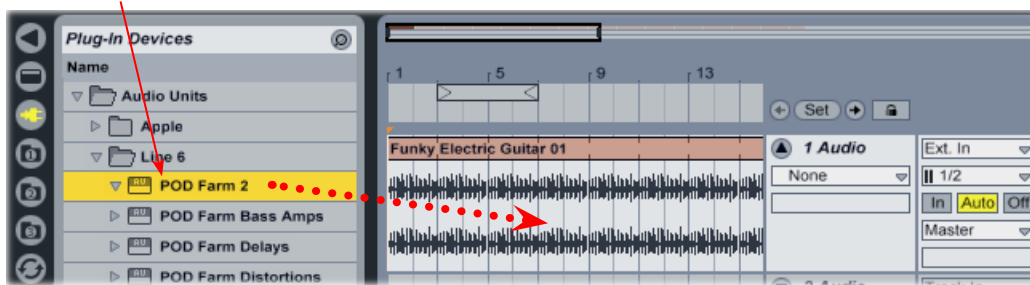 Plug-In Devices
Name
Audio Units
Apple
Line 6
AU POD Farm 2
AU POD Farm Bass Amps
AU POD Farm Delays
AU POD Farm Distortions
1 5 9 13
Set
Funky Electric Guitar 01
1 Audio
None
Ext. In
1/2
In Auto Off
Master
2 Audio